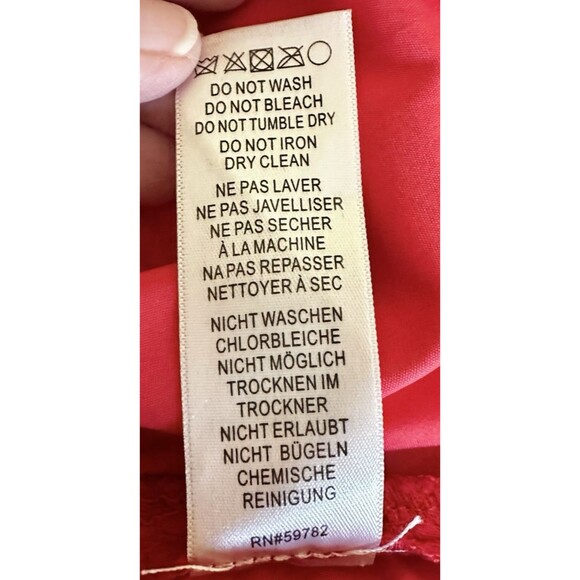 DO NOT WASH
DO NOT BLEACH
DO NOT TUMBLE DRY
DO NOT IRON
DRY CLEAN
NE PAS LAVER
NE PAS JAVELLISER
NE PAS SECHER
À LA MACHINE
NA PAS REPASSER
NETTOYER À SEC
NICHT WASCHEN
CHLORBLEICHE
NICHT MÖGLICH
TROCKNEN IM
TROCKNER
NICHT ERLAUBT
NICHT BÜGELN
CHEMISCHE
REINIGUNG
RN#59782